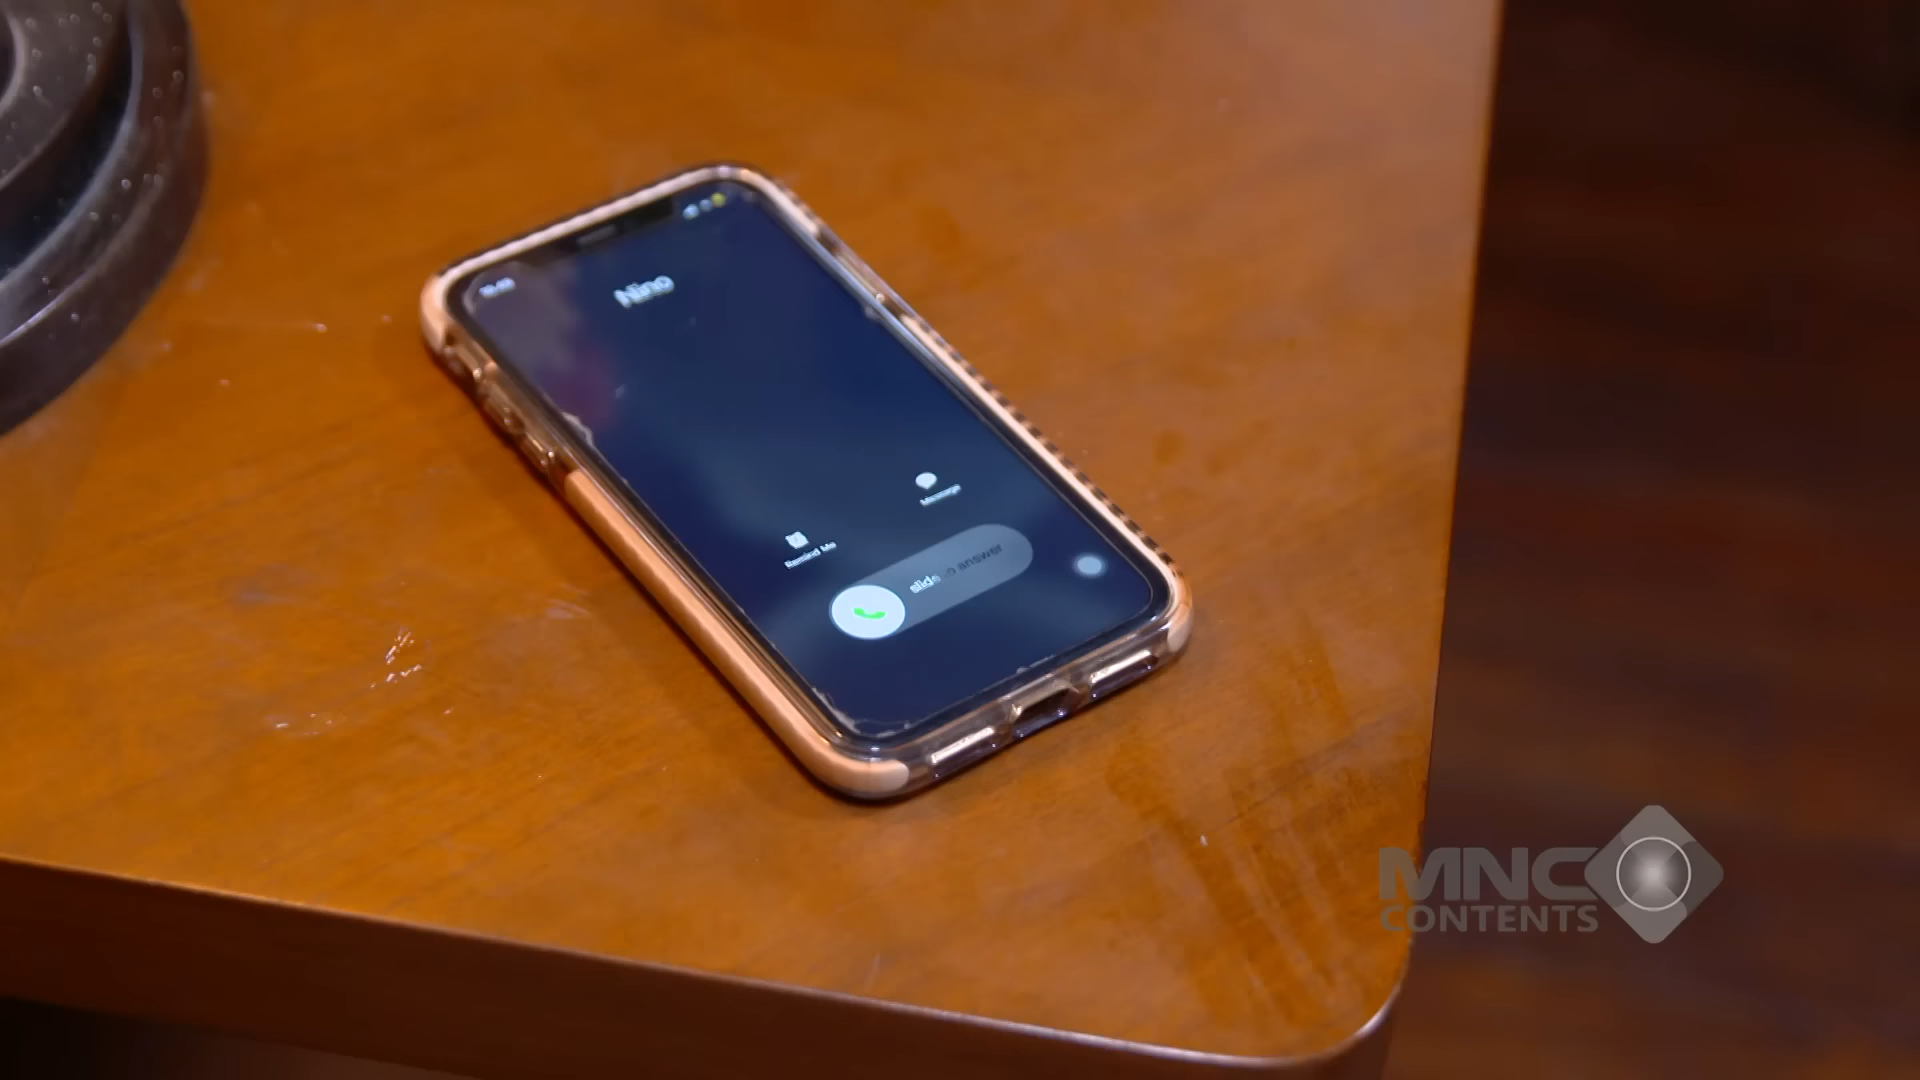 Nino
Message
Remind Me
slide to answer
MNC
CONTENTS